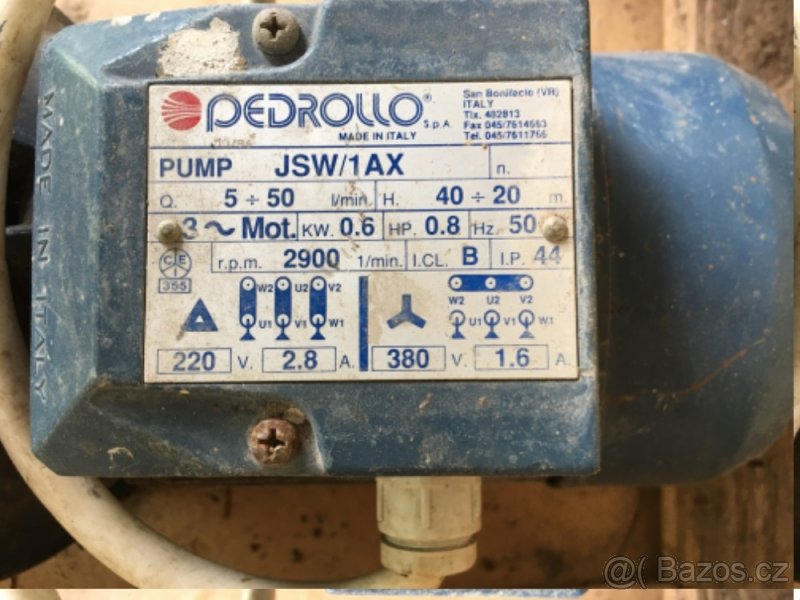 PEDROLLO® S.p.A.
MADE IN ITALY
San Bonifacio (VR)
ITALY
Tlx. 482813
Fax 045/7614663
Tel. 045/7611766
PUMP JSW/1AX n.
Q. 5 ÷ 50 l/min. H. 40 ÷ 20 m.
3 ~ Mot. KW. 0.6 HP. 0.8 Hz. 50
CEI 355 r.p.m. 2900 1/min. I.CL. B I.P. 44
W2 U2 V2 W2 U2 V2
U1 V1 W1 U1 V1 W1
220 V. 2.8 A. 380 V. 1.6 A.
MADE IN ITALY
@ Bazos.cz